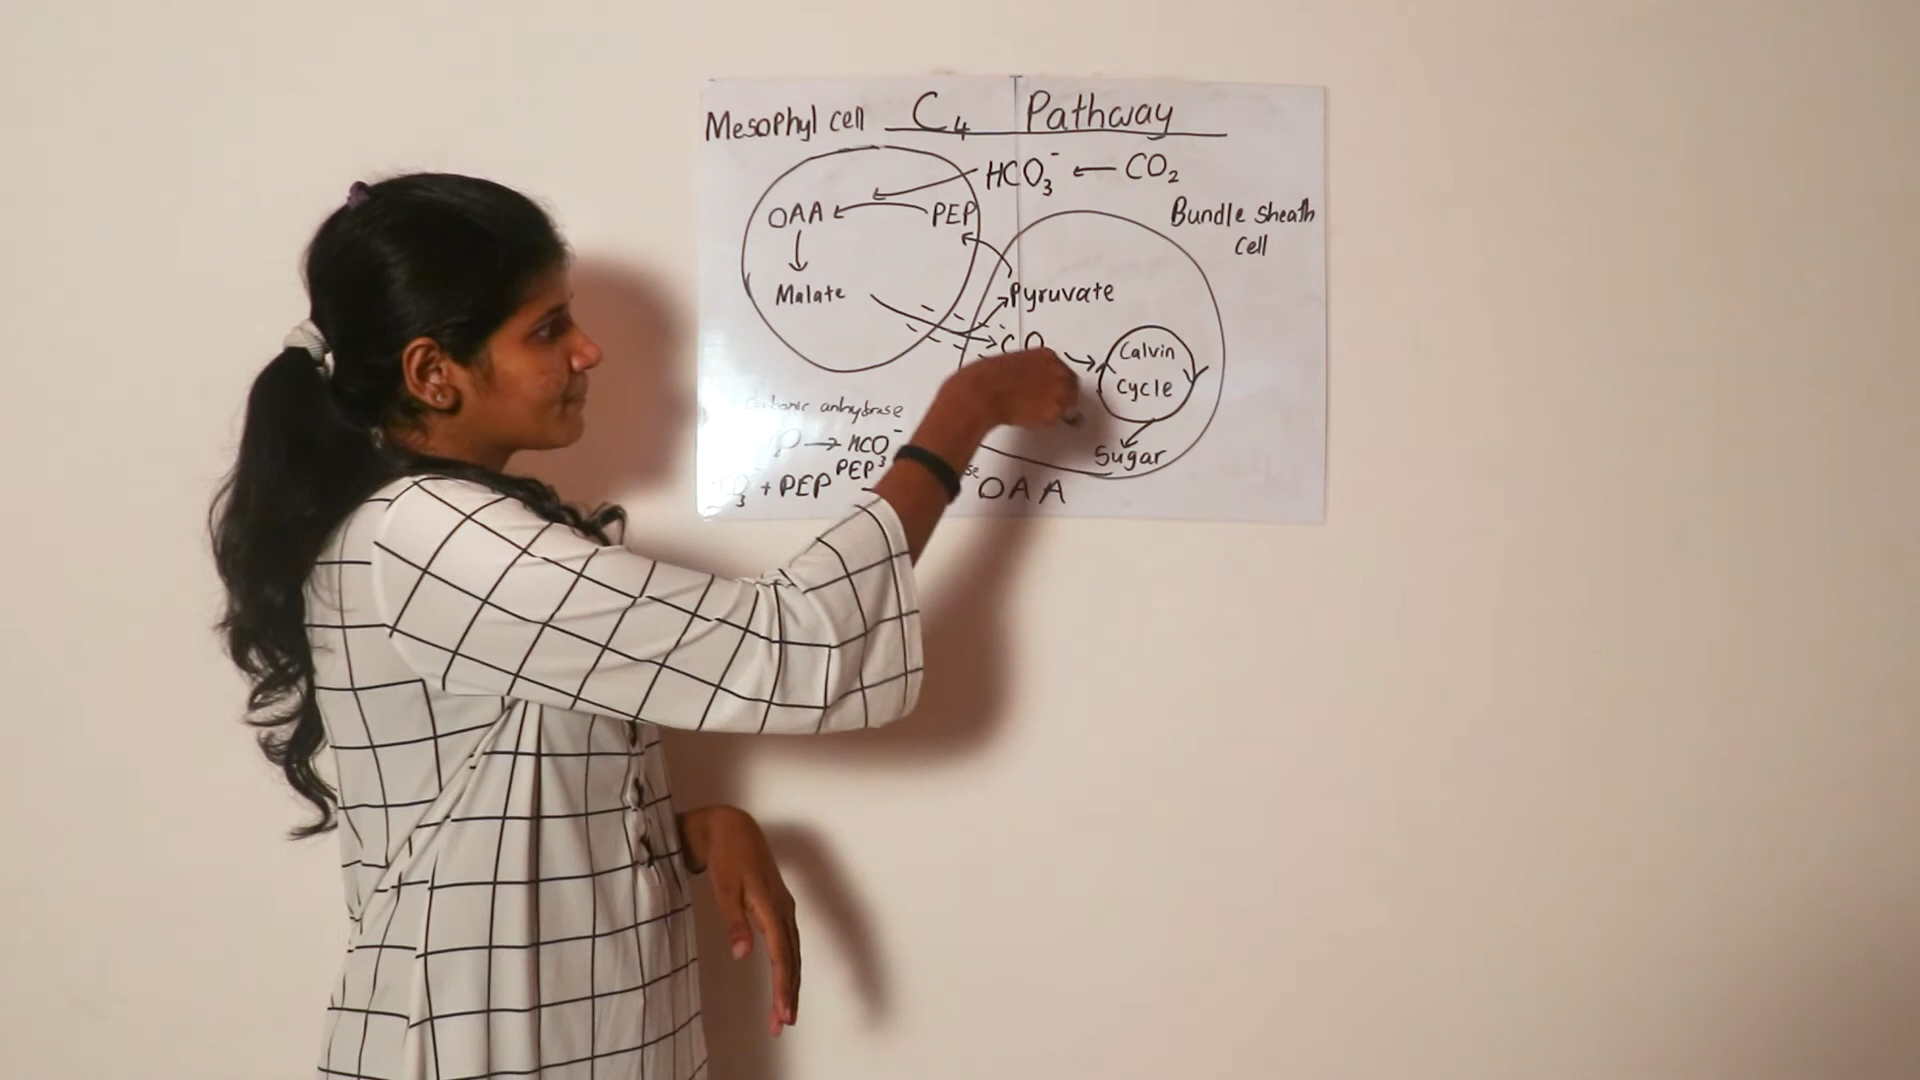 Mesophyl cell C4 Pathway
HCO3⁻ ← CO2
Bundle sheath
cell
OAA ← PEP
↓
Malate
Pyruvate
Calvin
cycle
Sugar
anhydrase
→ HCO3⁻
+ PEP PEP
OAA